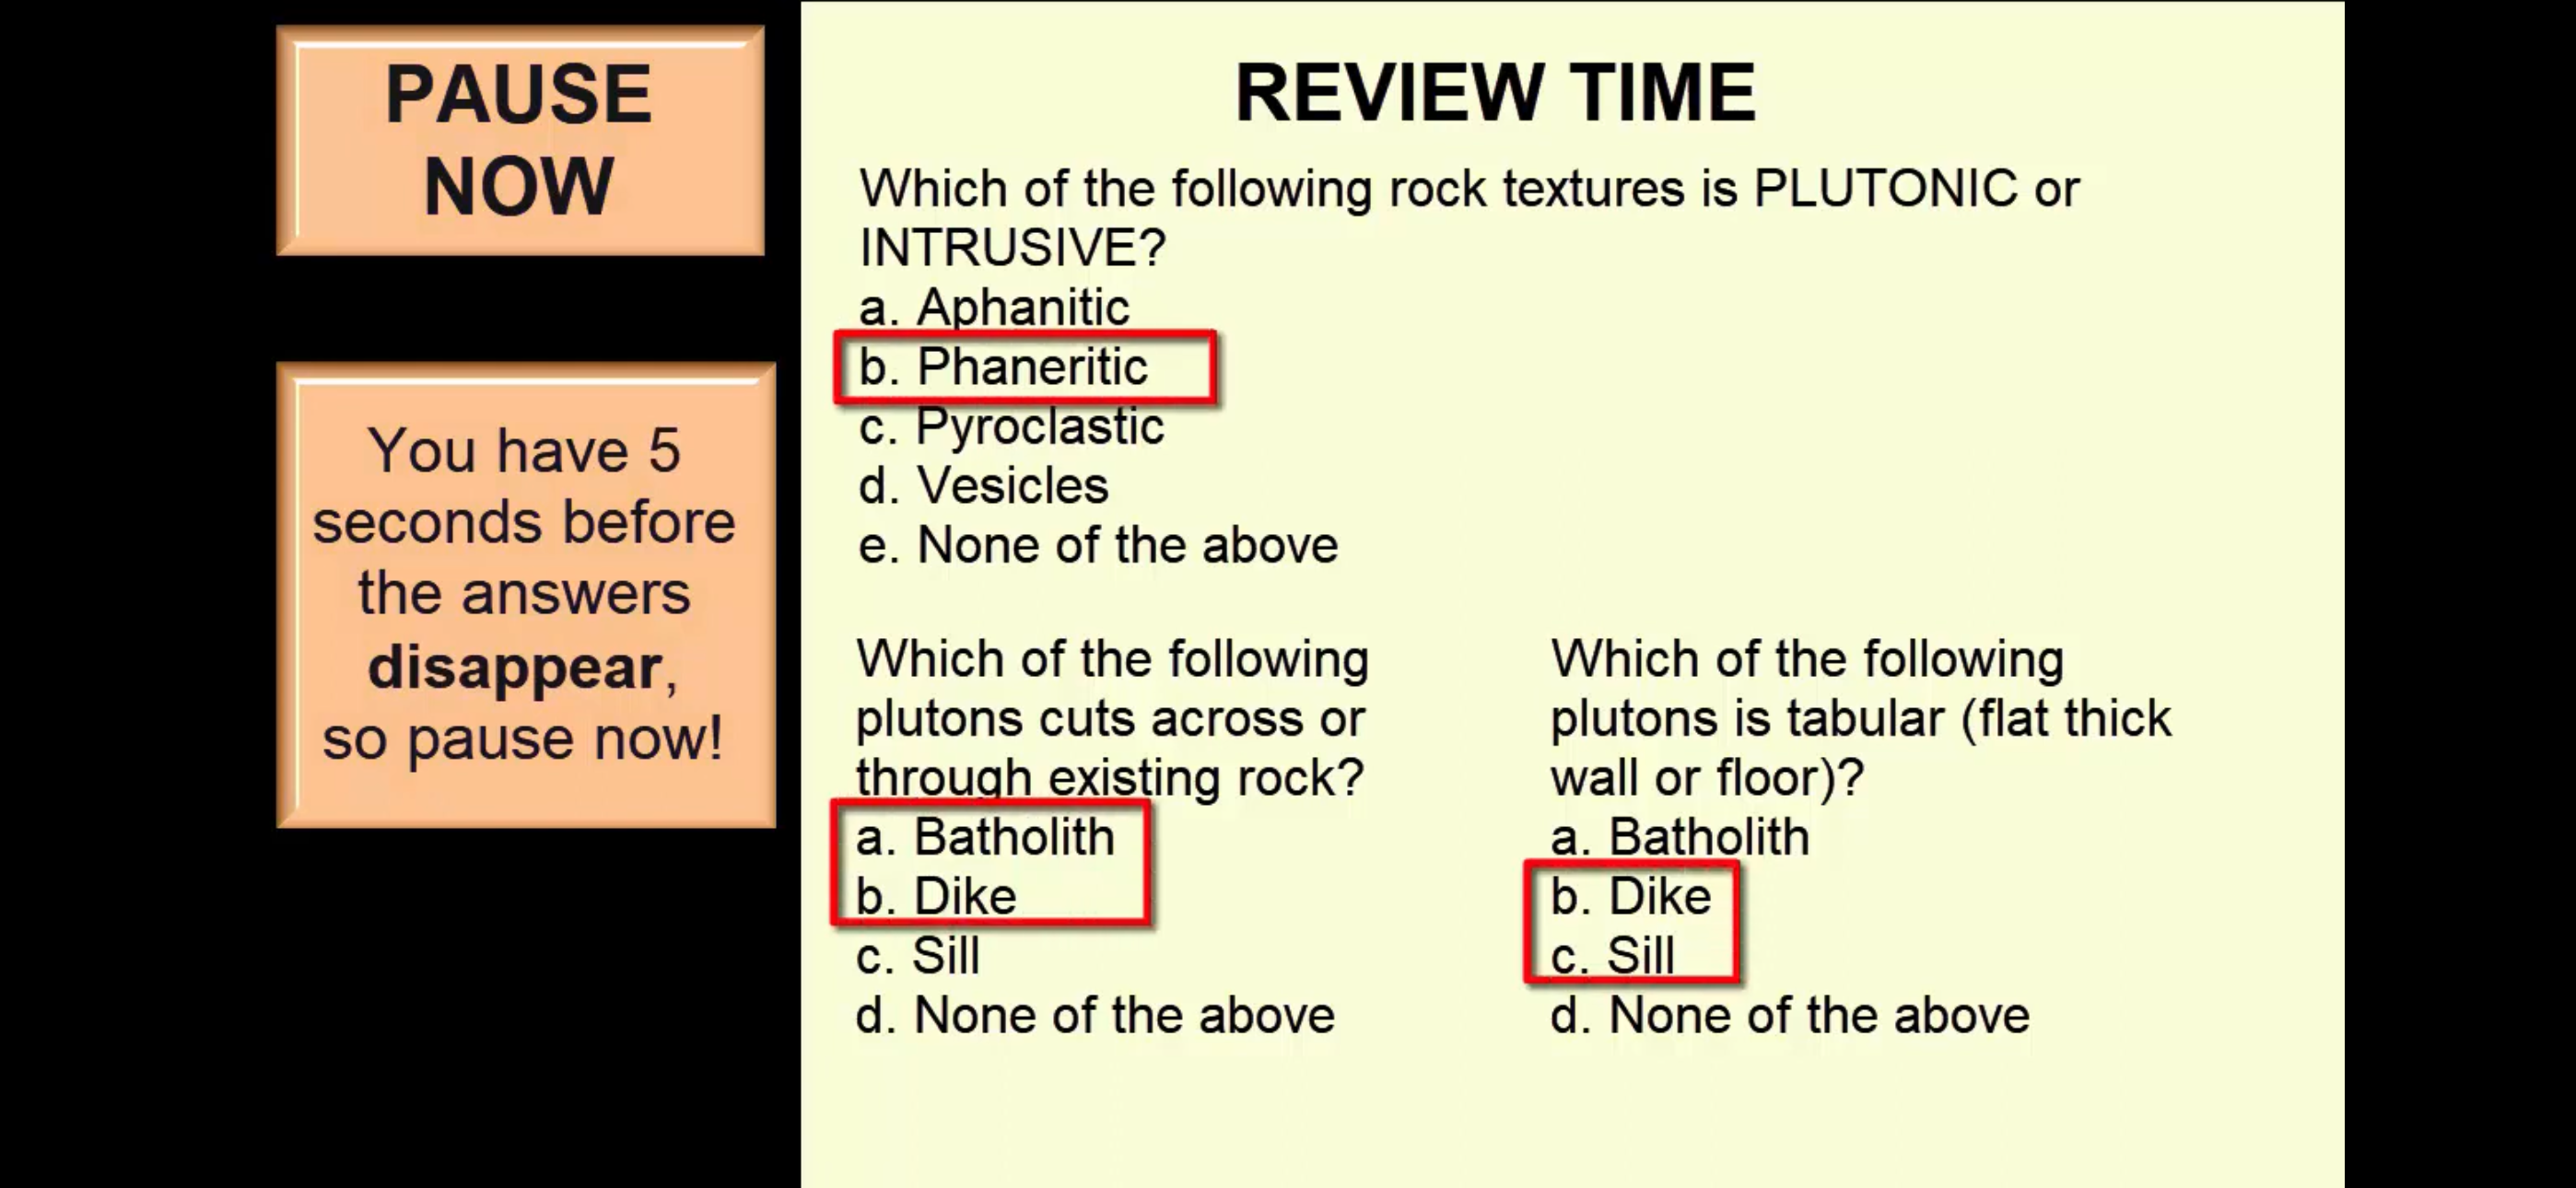 PAUSE
NOW
You have 5
seconds before
the answers
disappear,
so pause now!
REVIEW TIME
Which of the following rock textures is PLUTONIC or
INTRUSIVE?
a. Aphanitic
b. Phaneritic
c. Pyroclastic
d. Vesicles
e. None of the above
Which of the following
plutons cuts across or
through existing rock?
a. Batholith
b. Dike
c. Sill
d. None of the above
Which of the following
plutons is tabular (flat thick
wall or floor)?
a. Batholith
b. Dike
c. Sill
d. None of the above